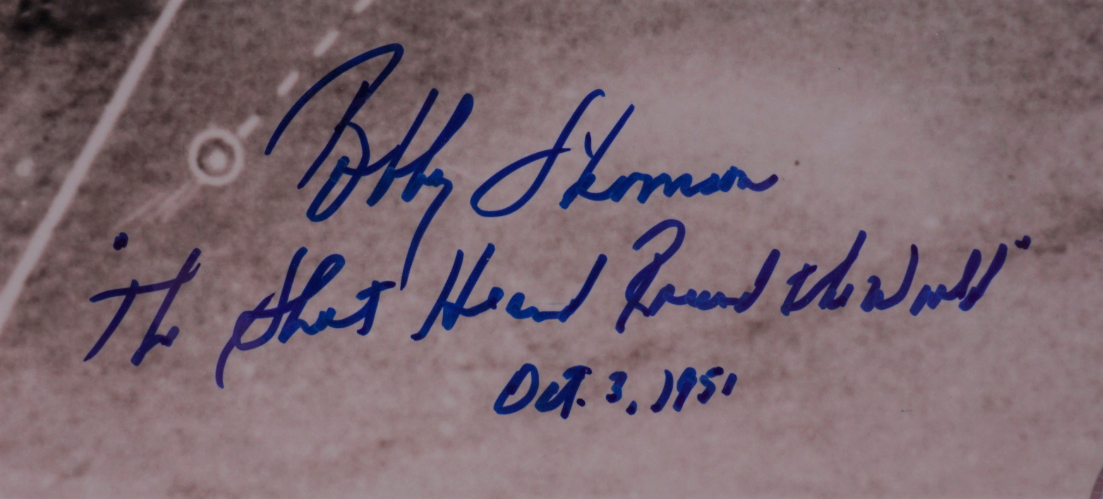 Bobby Thomson
"The Shot Heard Round the World"
Oct. 3, 1951